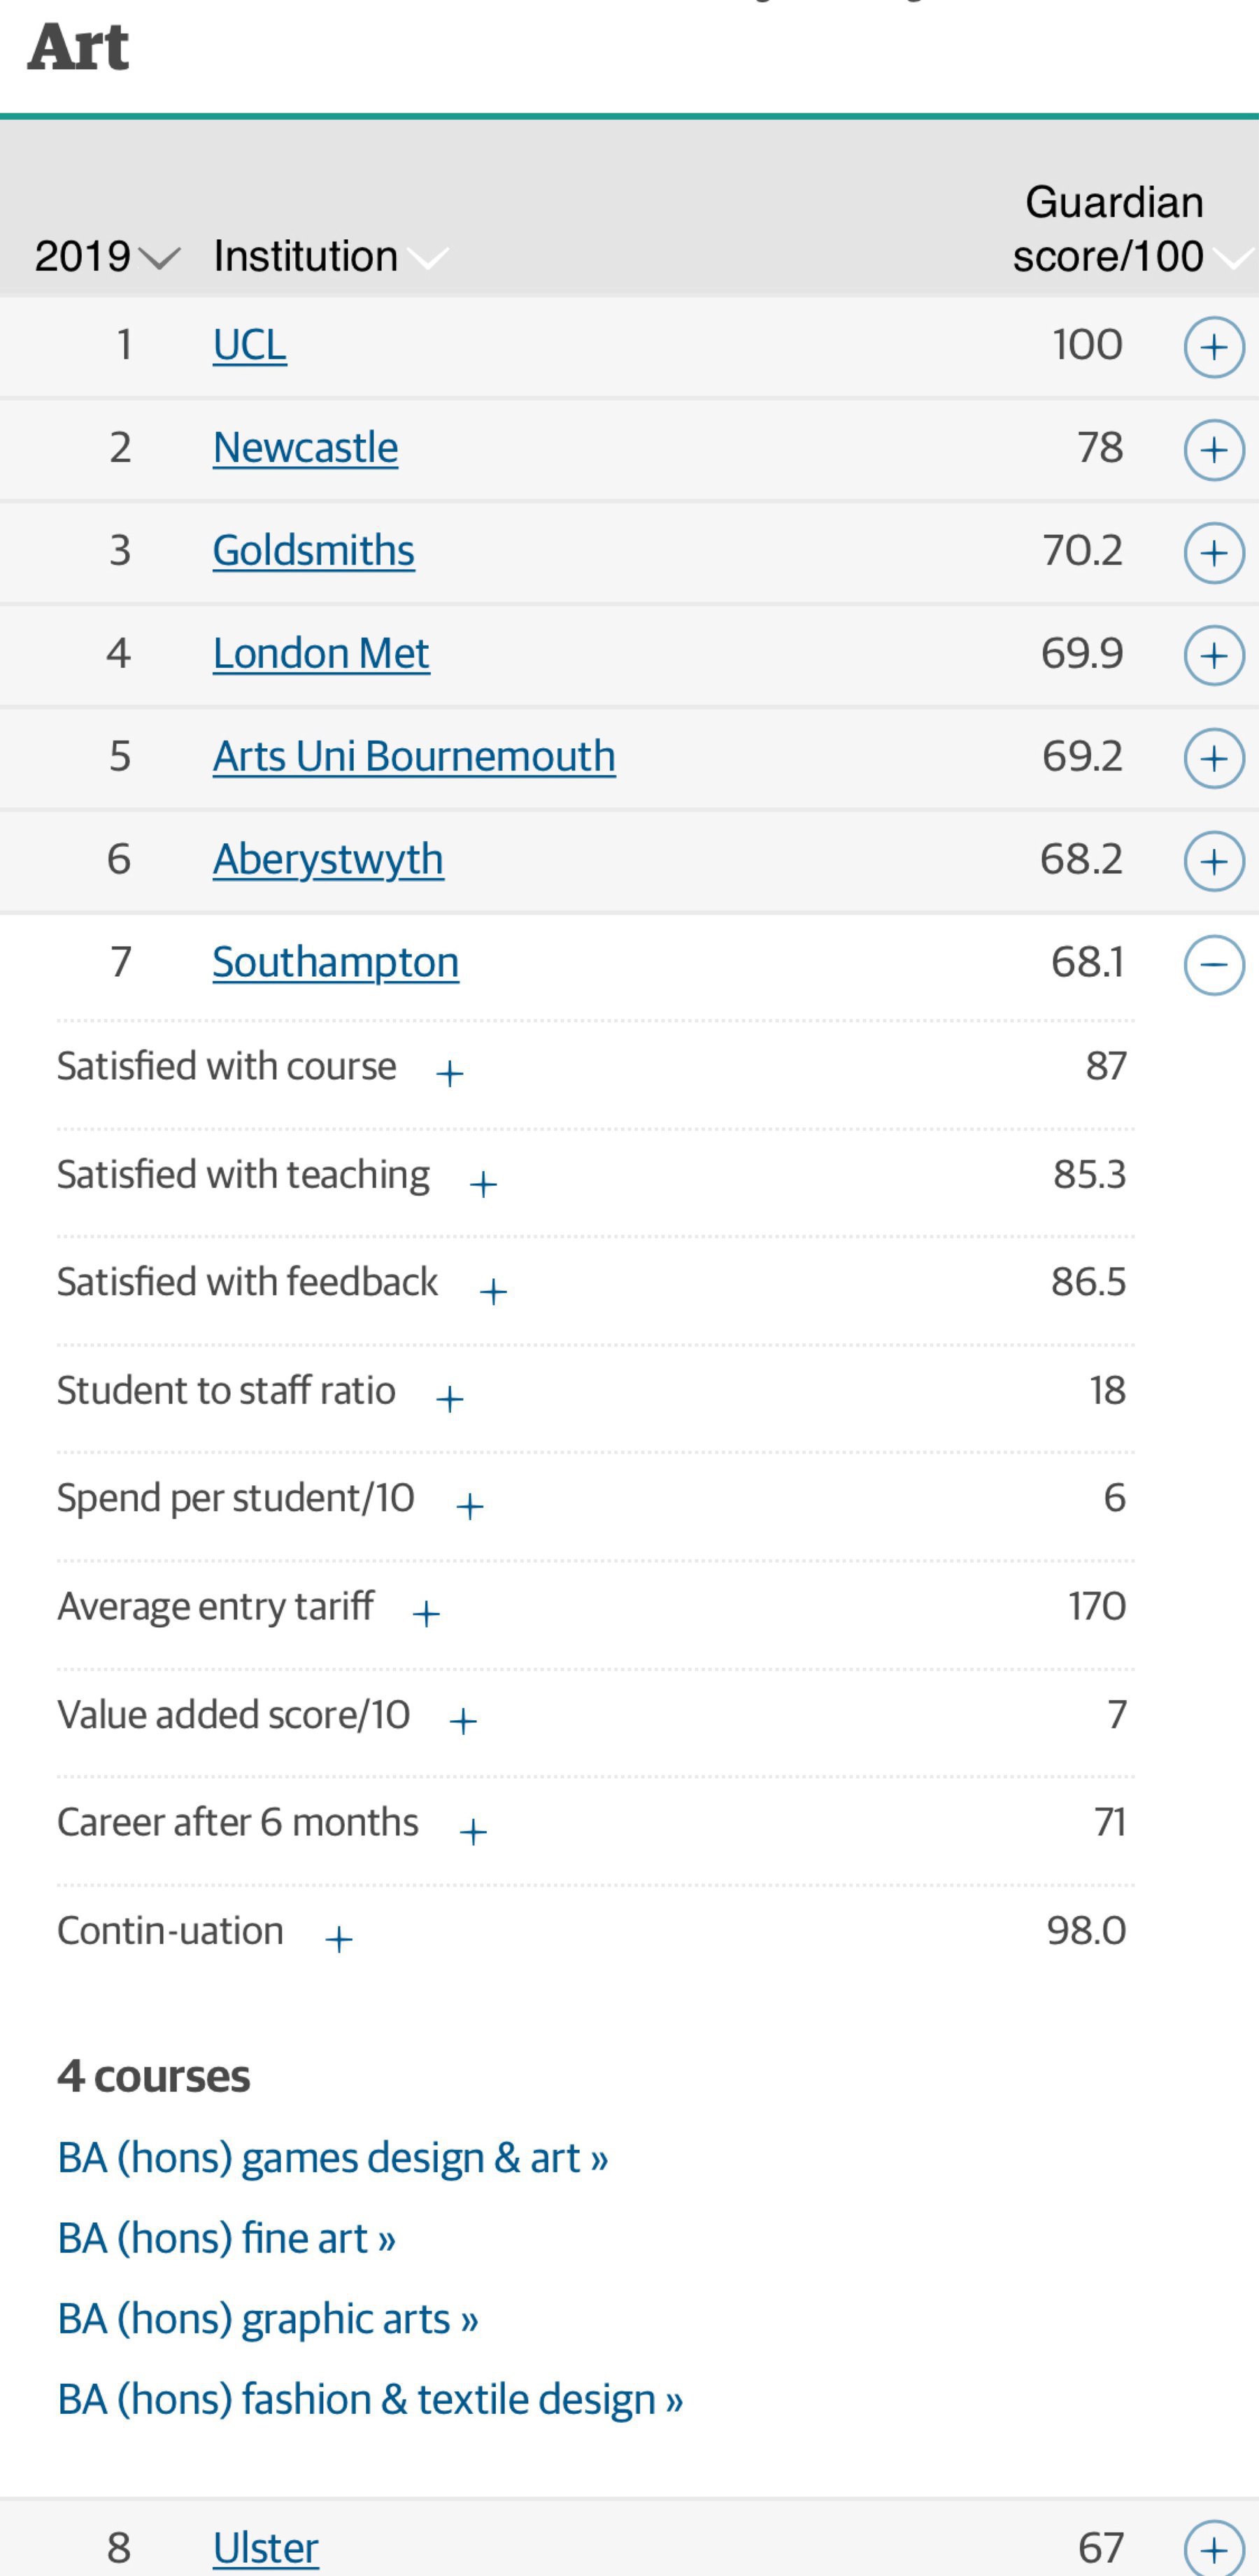 Art
Guardian
2019 Institution score/100
1 UCL 100
2 Newcastle 78
3 Goldsmiths 70.2
4 London Met 69.9
5 Arts Uni Bournemouth 69.2
6 Aberystwyth 68.2
7 Southampton 68.1
Satisfied with course + 87
Satisfied with teaching + 85.3
Satisfied with feedback + 86.5
Student to staff ratio + 18
Spend per student/10 + 6
Average entry tariff + 170
Value added score/10 + 7
Career after 6 months + 71
Contin-uation + 98.0
4 courses
BA (hons) games design & art »
BA (hons) fine art »
BA (hons) graphic arts »
BA (hons) fashion & textile design »
8 Ulster 67